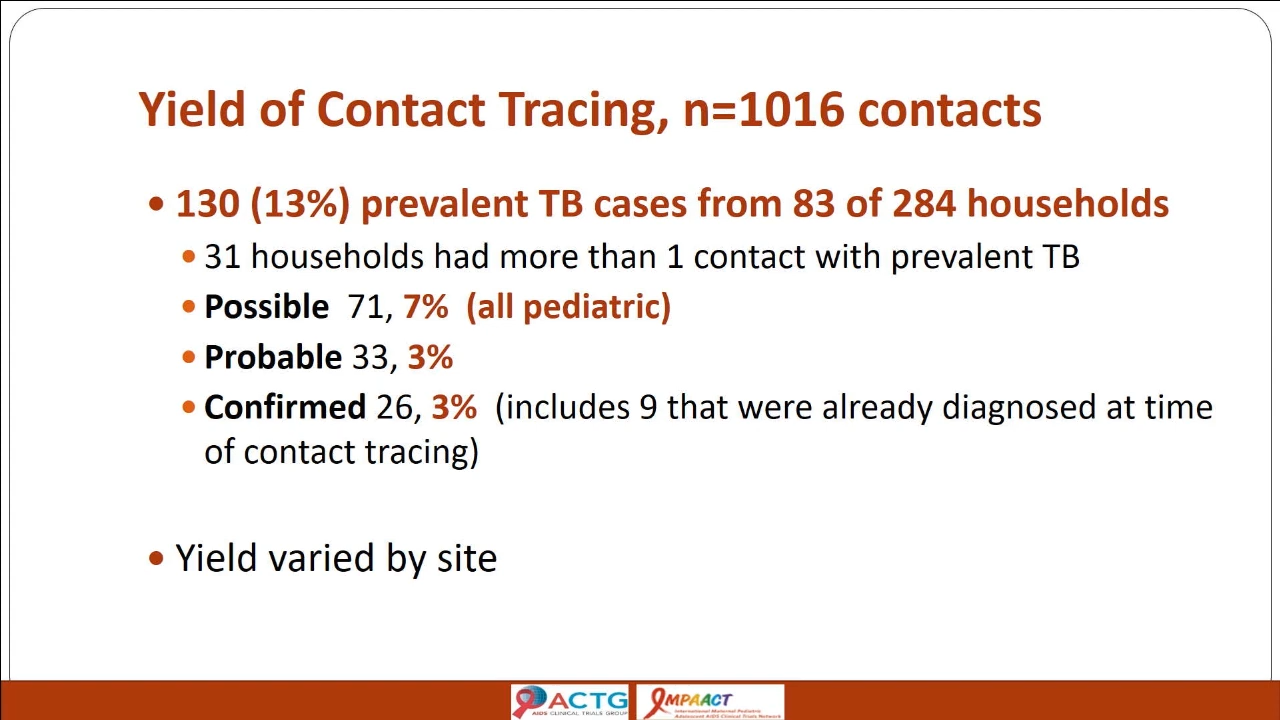 Yield of Contact Tracing, n=1016 contacts
• 130 (13%) prevalent TB cases from 83 of 284 households
• 31 households had more than 1 contact with prevalent TB
• Possible 71, 7% (all pediatric)
• Probable 33, 3%
• Confirmed 26, 3% (includes 9 that were already diagnosed at time
of contact tracing)
• Yield varied by site
ACTG
AIDS CLINICAL TRIALS GROUP
IMPAACT
International Maternal Pediatric
Adolescent AIDS Clinical Trials Network